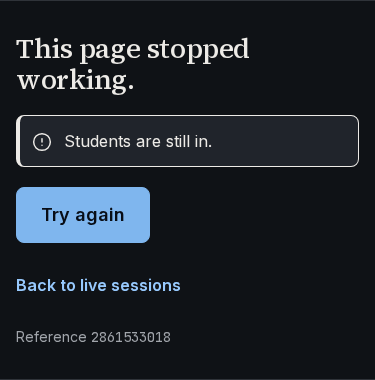 This page stopped
working.
Students are still in.
Try again
Back to live sessions
Reference 2861533018